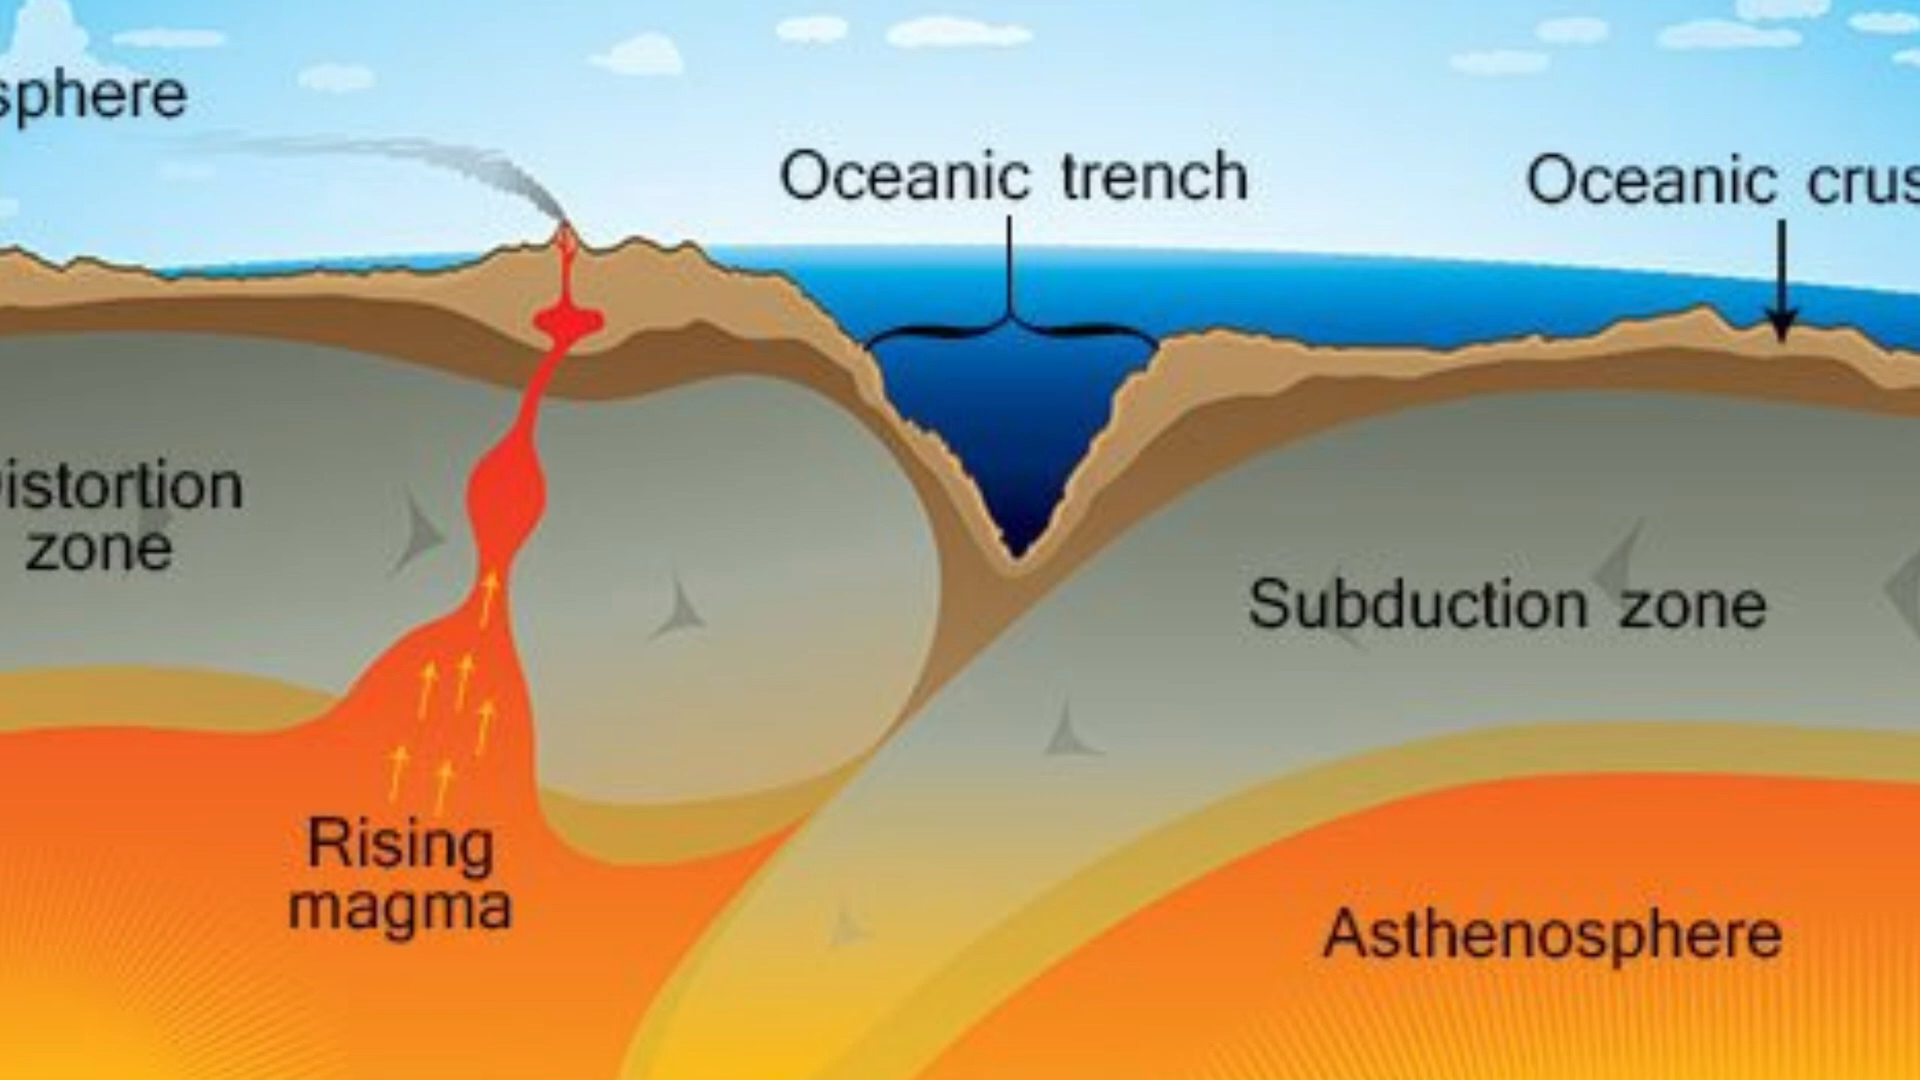 sphere
Oceanic trench
Oceanic crus
istortion
zone
Subduction zone
Rising
magma
Asthenosphere